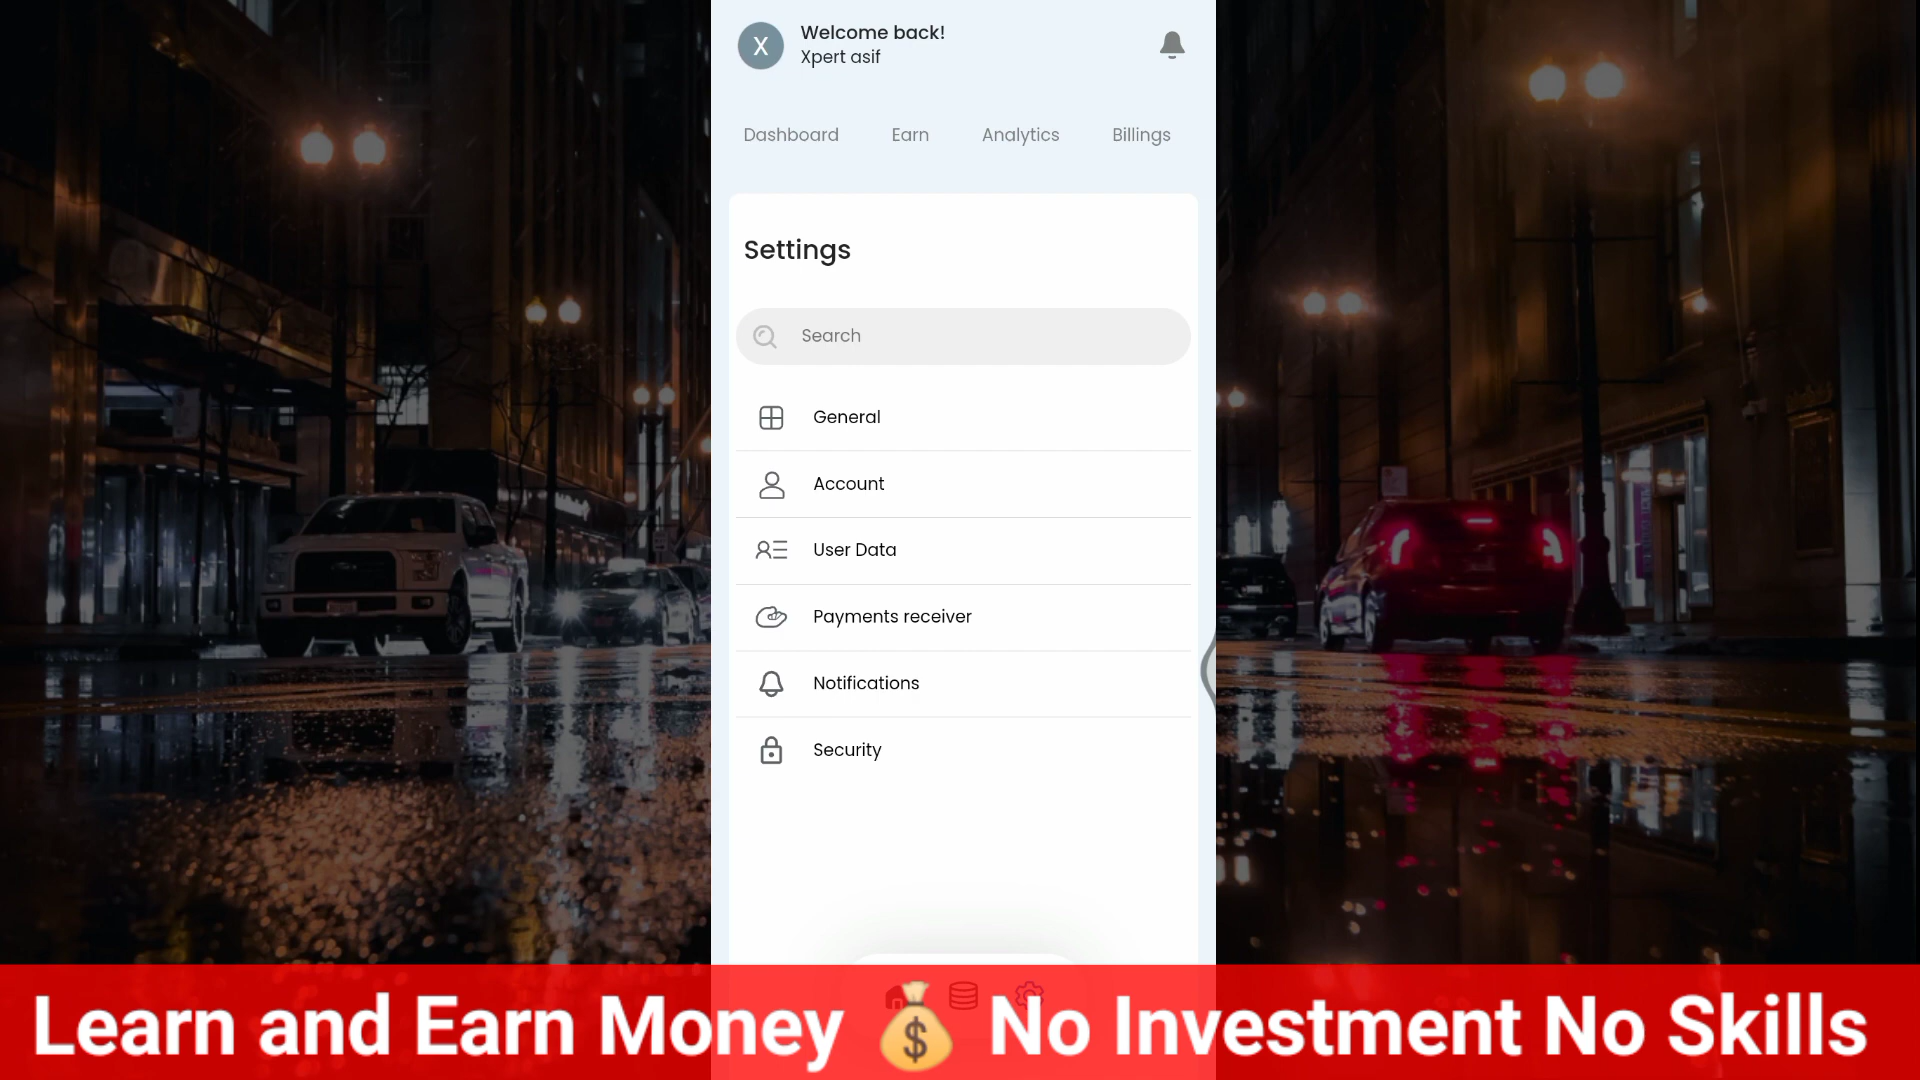 X
Welcome back!
Xpert asif
Dashboard Earn Analytics Billings
Settings
Search
General
Account
User Data
Payments receiver
Notifications
Security
Learn and Earn Money 💰 No Investment No Skills